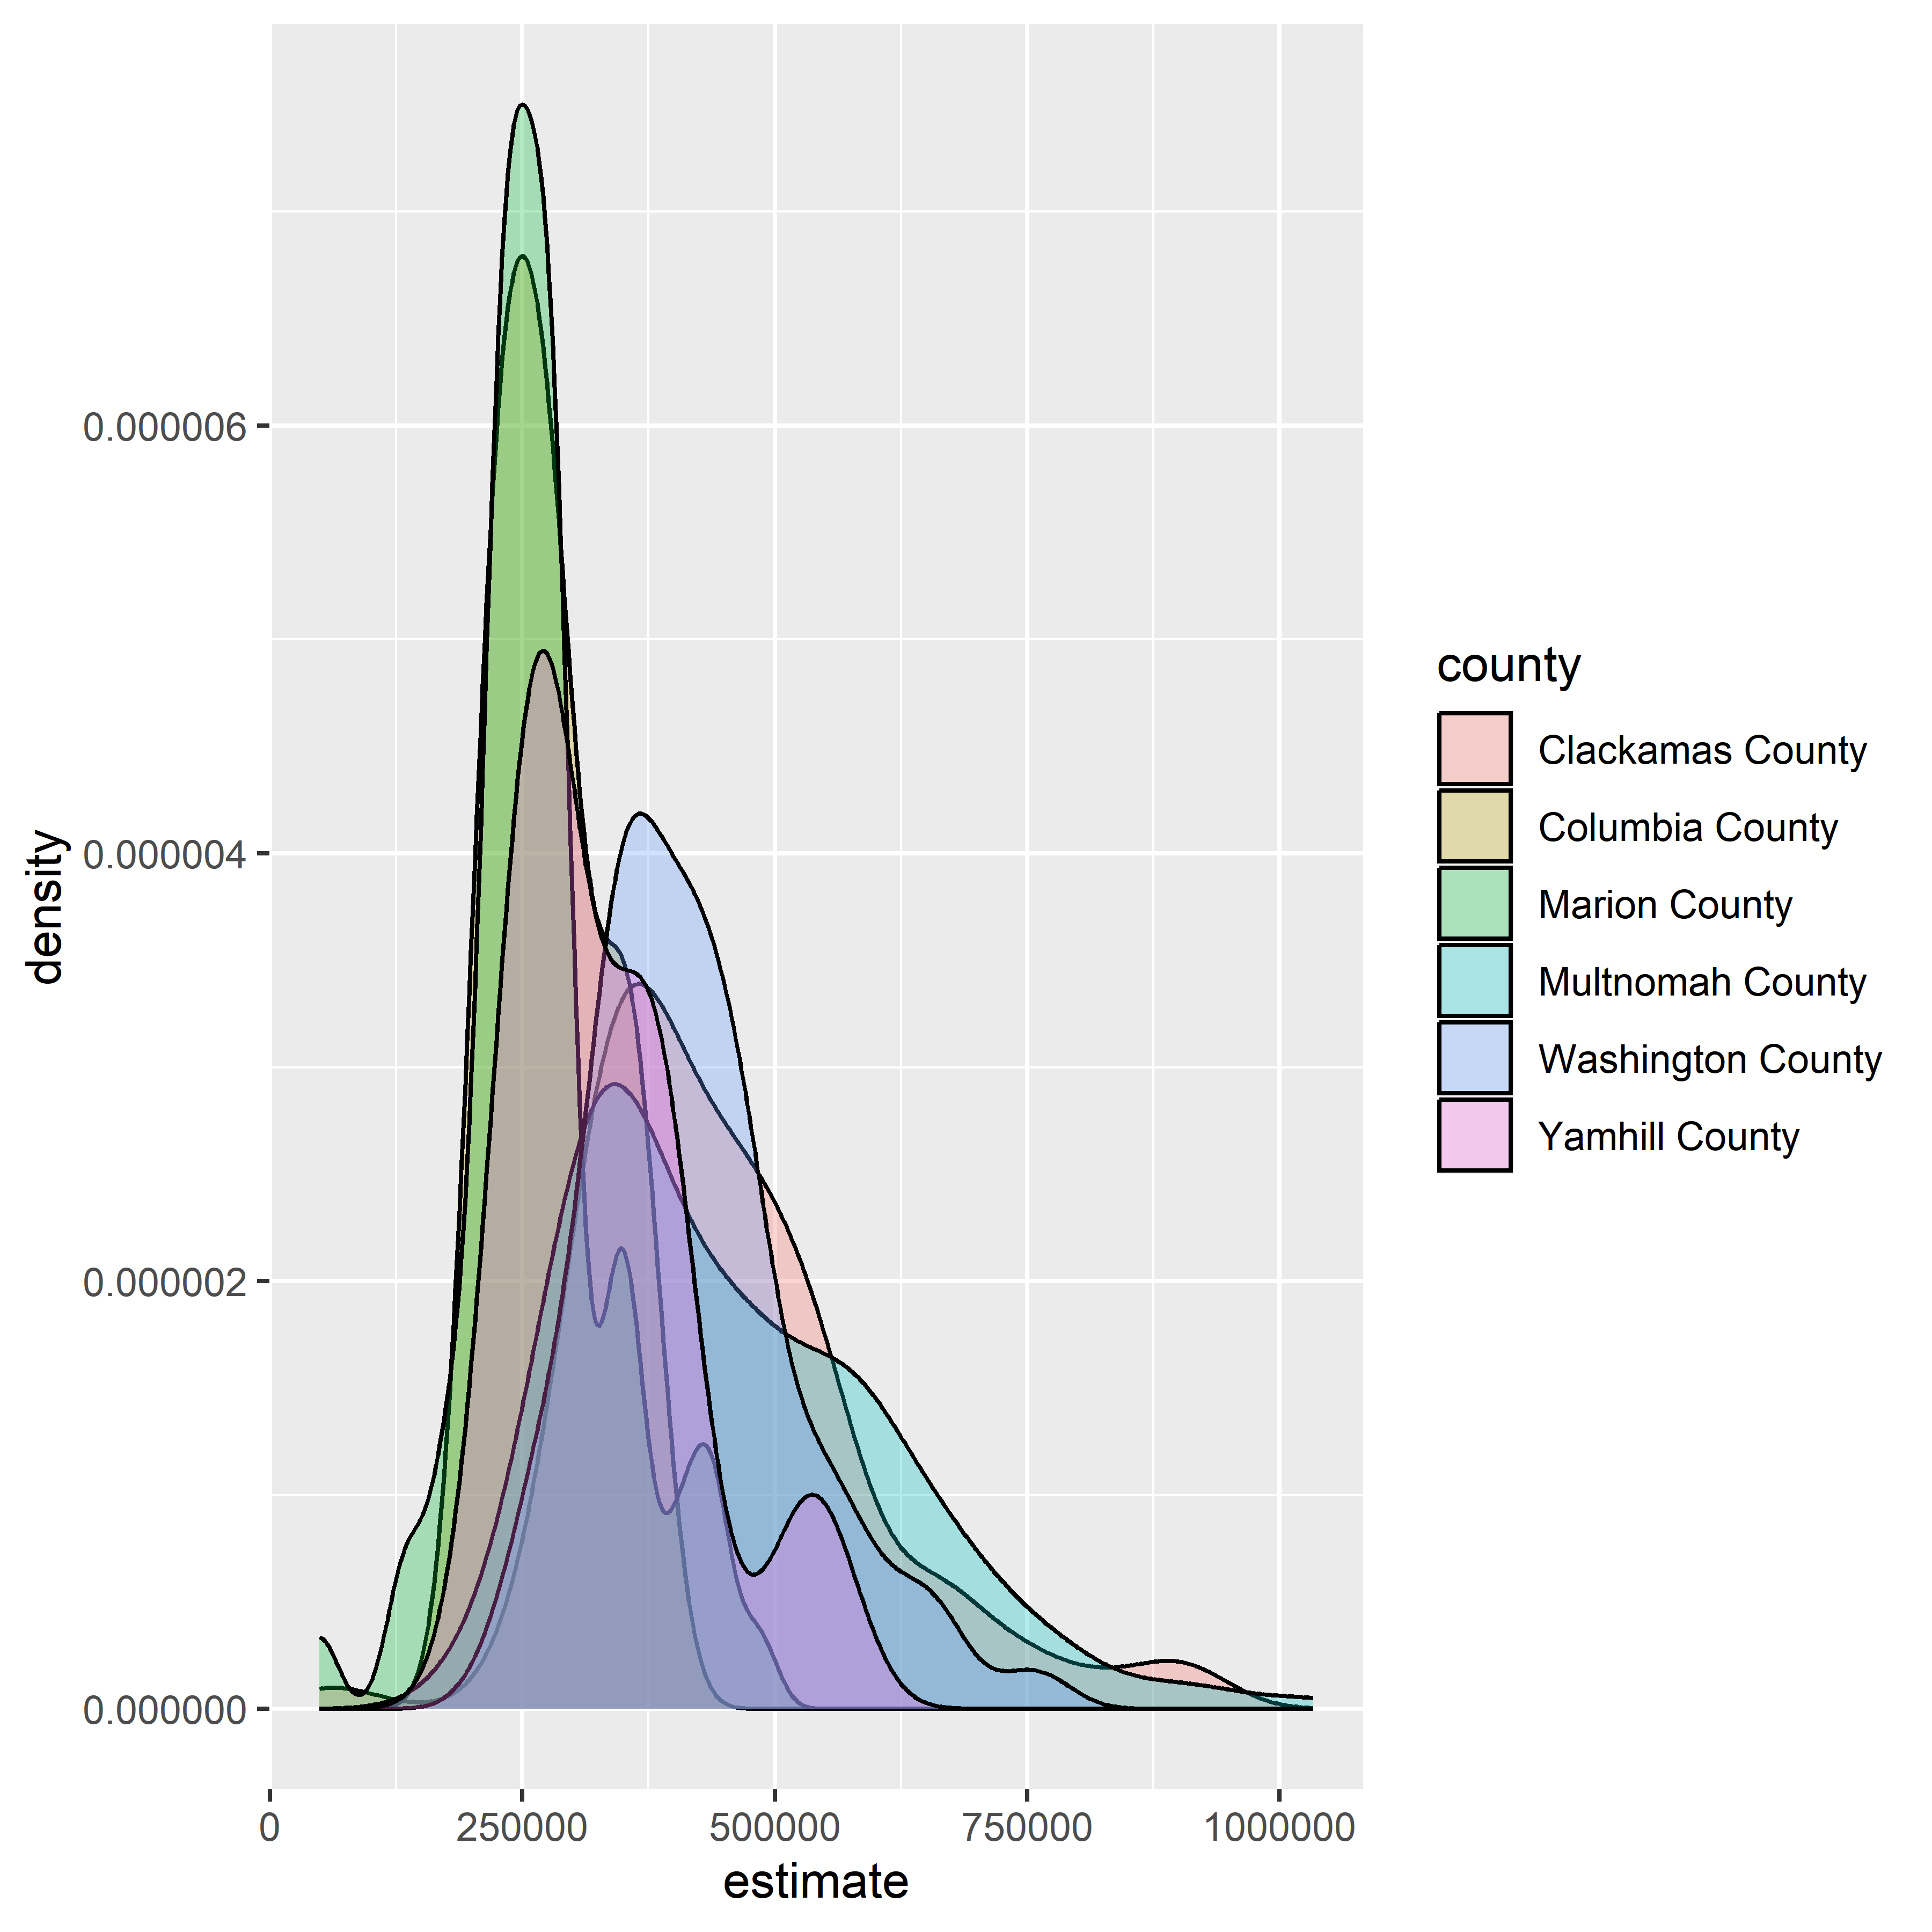 0.000006
0.000004
0.000002
0.000000
density
0
250000
500000
750000
1000000
estimate
county
Clackamas County
Columbia County
Marion County
Multnomah County
Washington County
Yamhill County